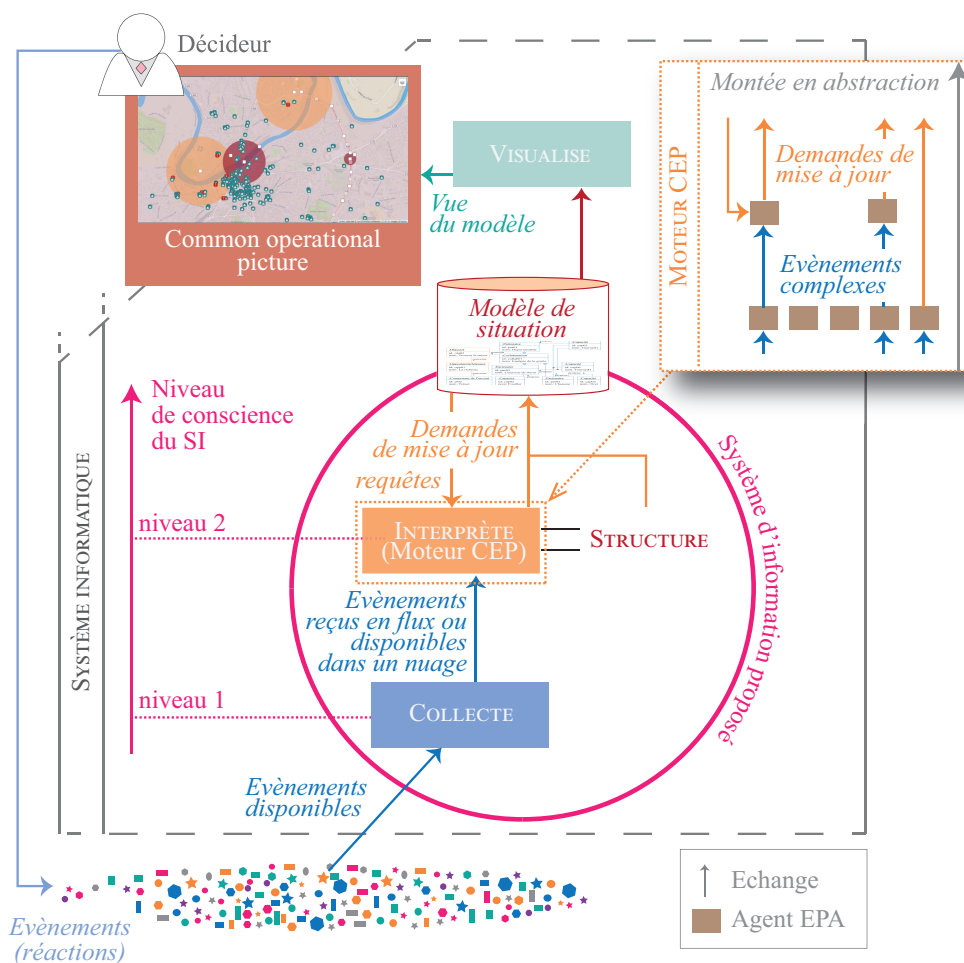 Décideur
Common operational
picture
VISUALISE
Vue
du modèle
Montée en abstraction
MOTEUR CEP
Demandes de
mise à jour
Evènements
complexes
Modèle de
situation
Niveau
de conscience
du SI
Demandes
de mise à jour
requêtes
SYSTÈME INFORMATIQUE
niveau 2
INTERPRÈTE
(Moteur CEP)
STRUCTURE
Système d'information proposé
Evènements
reçus en flux ou
disponibles
dans un nuage
niveau 1
COLLECTE
Evènements
disponibles
Evènements
(réactions)
Echange
Agent EPA